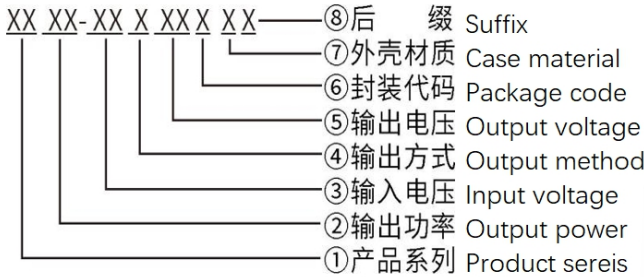 XX XX-XX X XX X XX
⑧后 缀 Suffix
⑦外壳材质 Case material
⑥封装代码 Package code
⑤输出电压 Output voltage
④输出方式 Output method
③输入电压 Input voltage
②输出功率 Output power
①产品系列 Product sereis